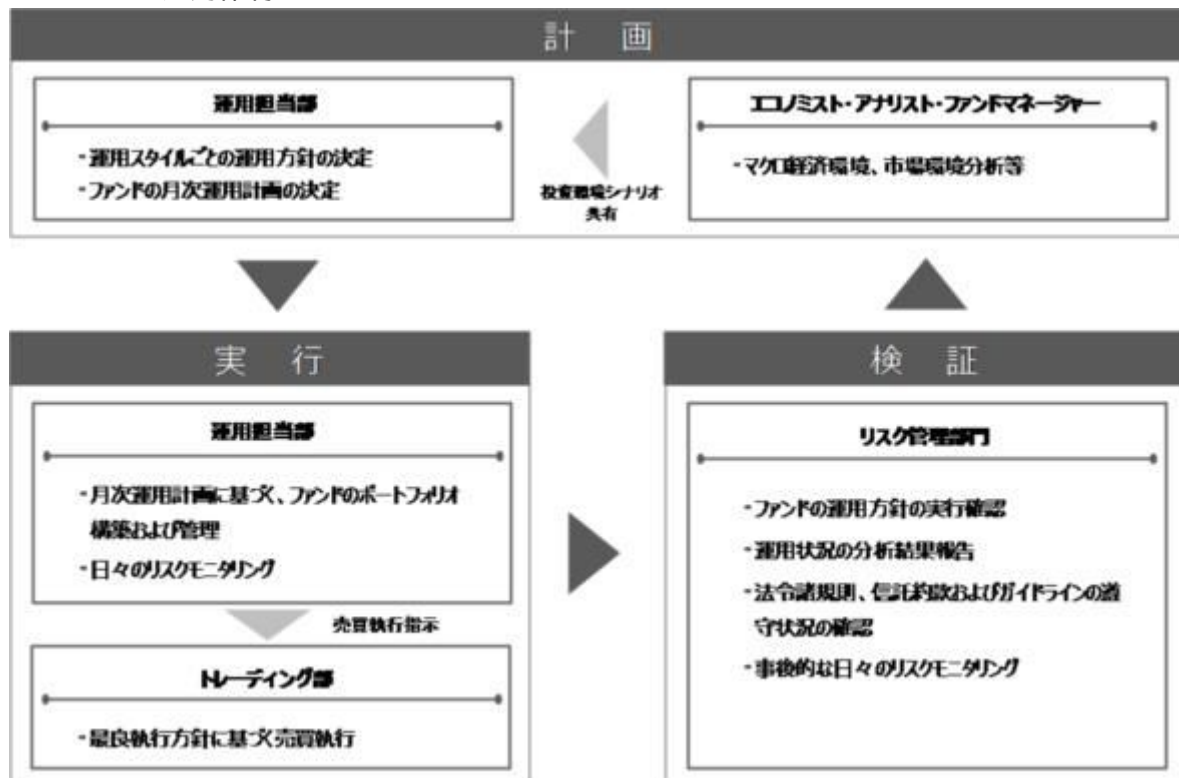 計 画
運用担当部
・運用スタイルごとの運用方針の決定
・ファンドの月次運用計画の決定
投資環境シナリオ
共有
エコノミスト・アナリスト・ファンドマネージャー
・マクロ経済環境、市場環境分析等
実 行
運用担当部
・月次運用計画に基づく、ファンドのポートフォリオ
構築および管理
・日々のリスクモニタリング
売買執行指示
トレーディング部
・最良執行方針に基づく売買執行
検 証
リスク管理部門
・ファンドの運用方針の実行確認
・運用状況の分析結果報告
・法令諸規則、信託約款およびガイドラインの遵
守状況の確認
・事後的な日々のリスクモニタリング